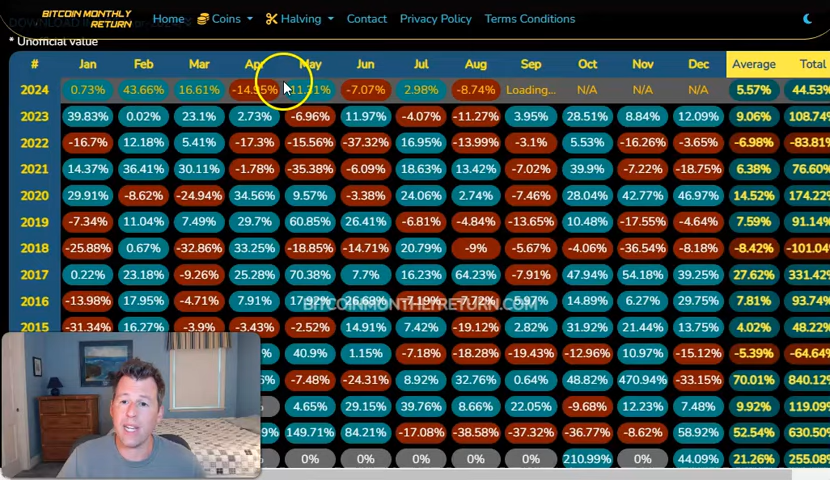 BITCOIN MONTHLY
RETURN
Home Coins Halving Contact Privacy Policy Terms Conditions
* Unofficial value
# Jan Feb Mar Apr May Jun Jul Aug Sep Oct Nov Dec Average Total
2024 0.73% 43.66% 16.61% -14.95% 11.31% -7.07% 2.98% -8.74% Loading... N/A N/A N/A 5.57% 44.53%
2023 39.83% 0.02% 23.1% 2.73% -6.96% 11.97% -4.07% -11.27% 3.95% 28.51% 8.84% 12.09% 9.06% 108.74%
2022 -16.7% 12.18% 5.41% -17.3% -15.56% -37.32% 16.95% -13.99% -3.1% 5.53% -16.26% -3.65% -6.98% -83.81%
2021 14.37% 36.41% 30.11% -1.78% -35.38% -6.09% 18.63% 13.42% -7.02% 39.9% -7.22% -18.75% 6.38% 76.60%
2020 29.91% -8.62% -24.94% 34.56% 9.57% -3.38% 24.06% 2.74% -7.46% 28.04% 42.77% 46.97% 14.52% 174.22%
2019 -7.34% 11.04% 7.49% 29.7% 60.85% 26.41% -6.81% -4.84% -13.65% 10.48% -17.55% -4.64% 7.59% 91.14%
2018 -25.88% 0.67% -32.86% 33.25% -18.85% -14.71% 20.79% -9% -5.67% -4.06% -36.54% -8.18% -8.42% -101.04%
2017 0.22% 23.18% -9.26% 25.28% 70.38% 7.7% 16.23% 64.23% -7.91% 47.94% 54.18% 39.25% 27.62% 331.42%
2016 -13.98% 17.95% -4.71% 7.91% 17.92% 26.68% -7.19% -7.72% 5.97% 14.89% 6.27% 29.75% 7.81% 93.74%
BITCOINMONTHLYRETURN.COM
2015 -31.34% 16.27% -3.9% -3.43% -2.52% 14.91% 7.42% -19.12% 2.82% 31.92% 21.44% 13.75% 4.02% 48.22%
40.9% 1.15% -7.18% -18.28% -19.43% -12.96% 10.97% -15.12% -5.39% -64.64%
-7.48% -24.31% 8.92% 32.76% 0.64% 48.82% 470.94% -33.15% 70.01% 840.12%
4.65% 29.15% 39.76% 8.66% 22.05% -9.68% 12.23% 7.48% 9.92% 119.09%
149.71% 84.21% -17.08% -38.58% -37.32% -36.77% -8.62% 58.92% 52.54% 630.50%
0% 0% 0% 0% 0% 210.99% 0% 44.09% 21.26% 255.08%